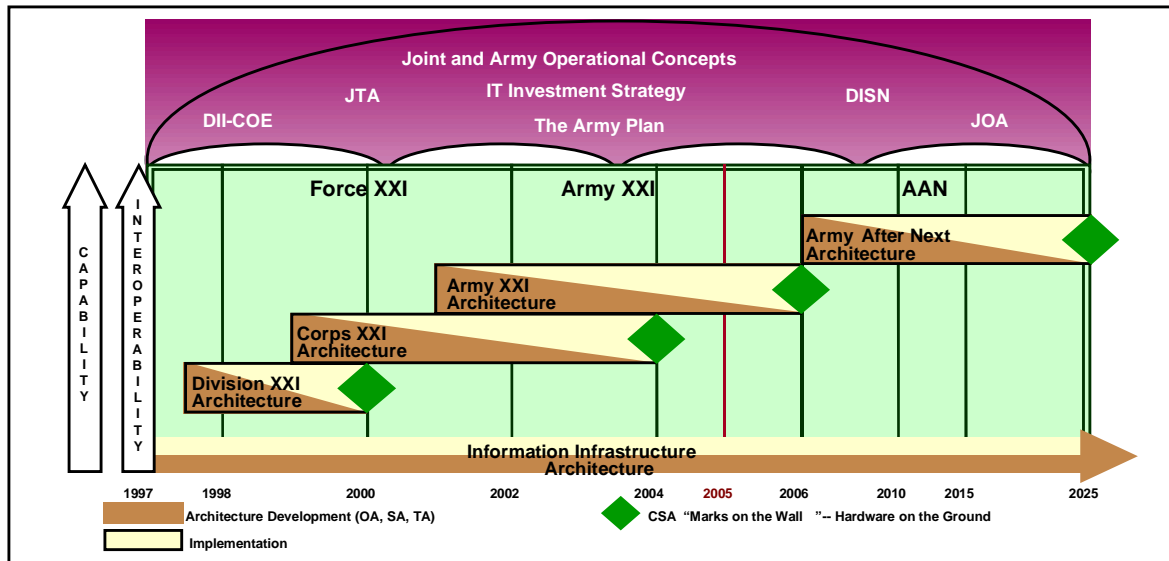 Joint and Army Operational Concepts
JTA
IT Investment Strategy
DISN
DII-COE
The Army Plan
JOA
Force XXI
Army XXI
AAN
CAPABILITY
INTEROPERABILITY
Army After Next
Architecture
Army XXI
Architecture
Corps XXI
Architecture
Division XXI
Architecture
Information Infrastructure
Architecture
1997 1998 2000 2002 2004 2005 2006 2010 2015 2025
Architecture Development (OA, SA, TA)
CSA “Marks on the Wall ”-- Hardware on the Ground
Implementation